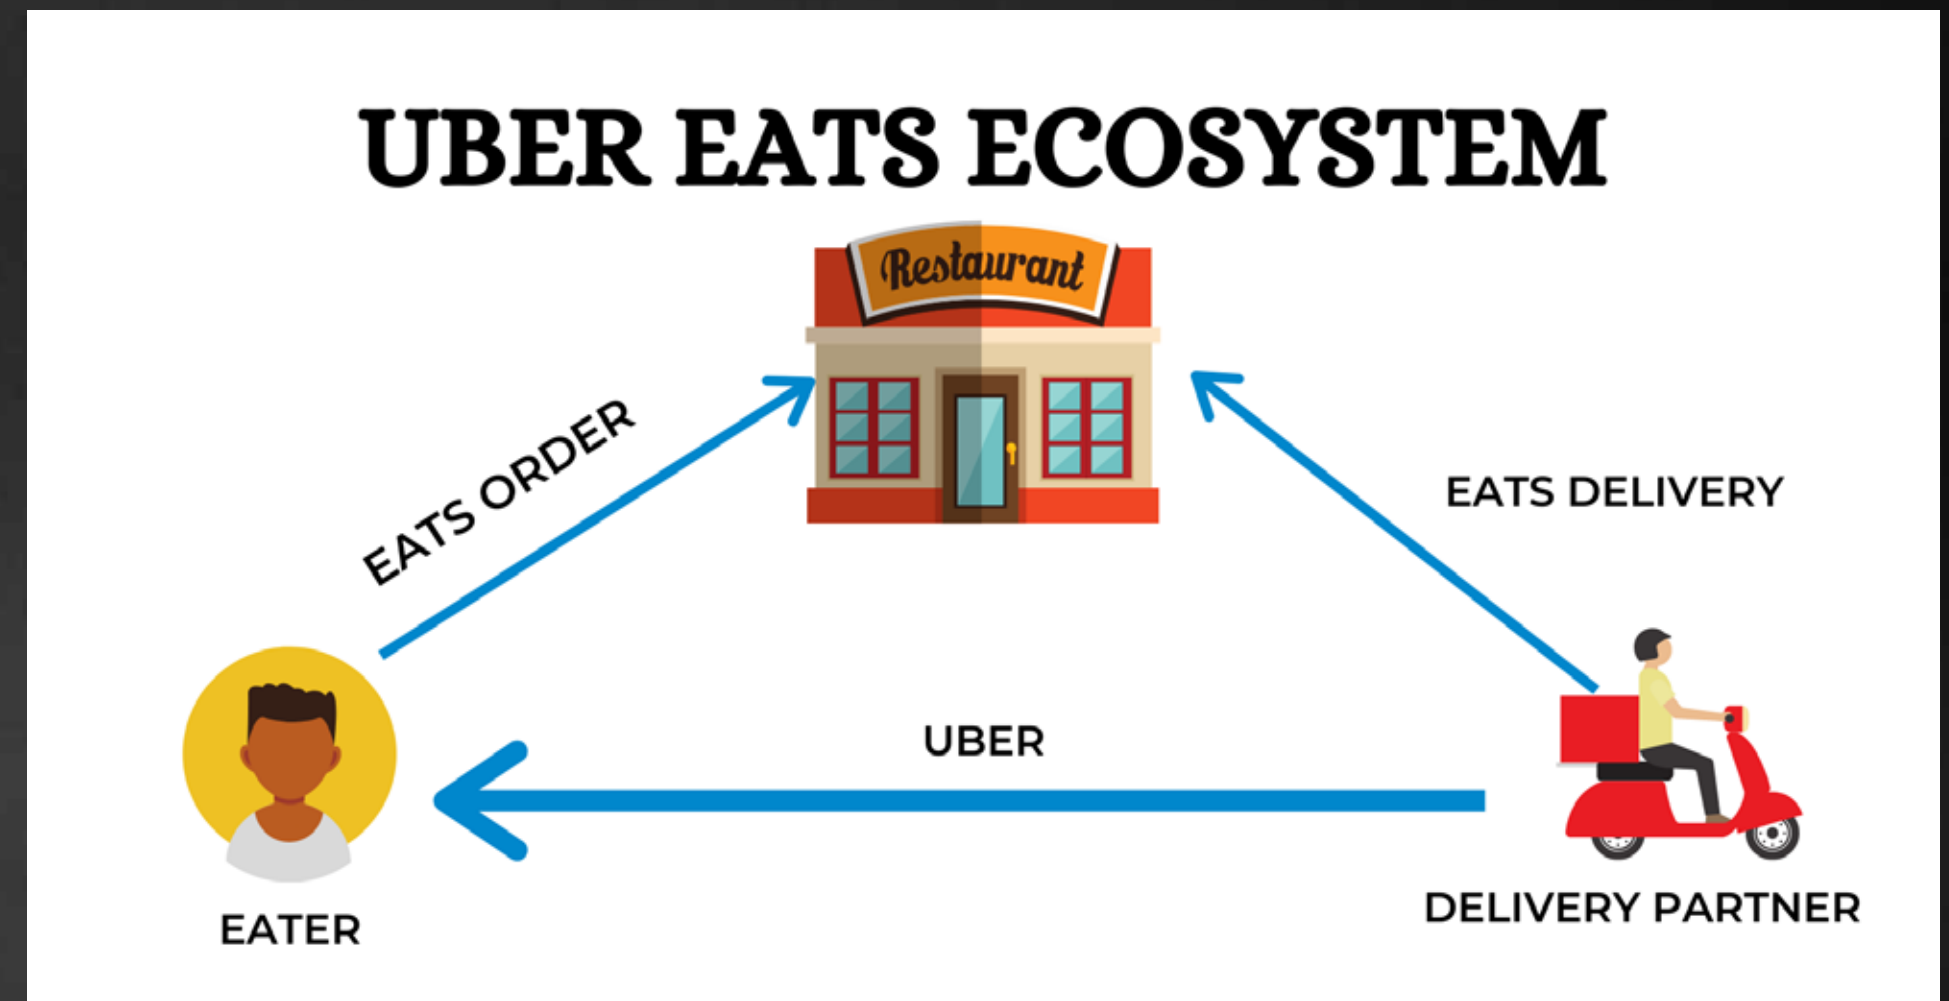 UBER EATS ECOSYSTEM
Restaurant
EATS ORDER
EATS DELIVERY
UBER
EATER
DELIVERY PARTNER